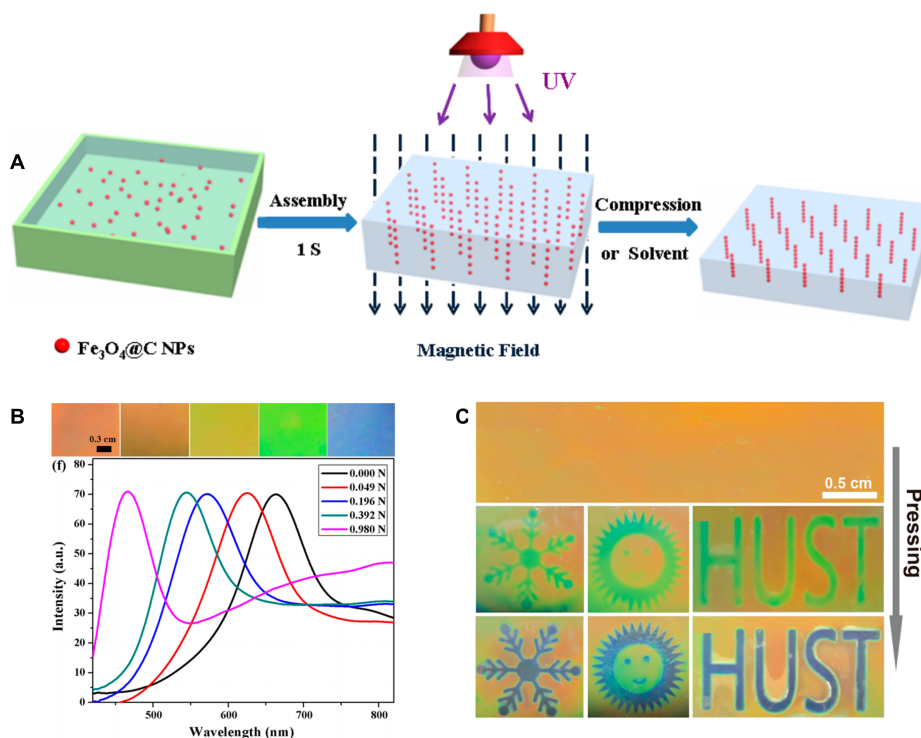 A
UV
Assembly
1 S
Compression
or Solvent
Fe₃O₄@C NPs
Magnetic Field
B
0.3 cm
(f)
70
60
50
40
30
20
10
0
Intensity (a.u.)
0.000 N
0.049 N
0.196 N
0.392 N
0.980 N
500
600
700
800
Wavelength (nm)
C
0.5 cm
Pressing
HUST
HUST